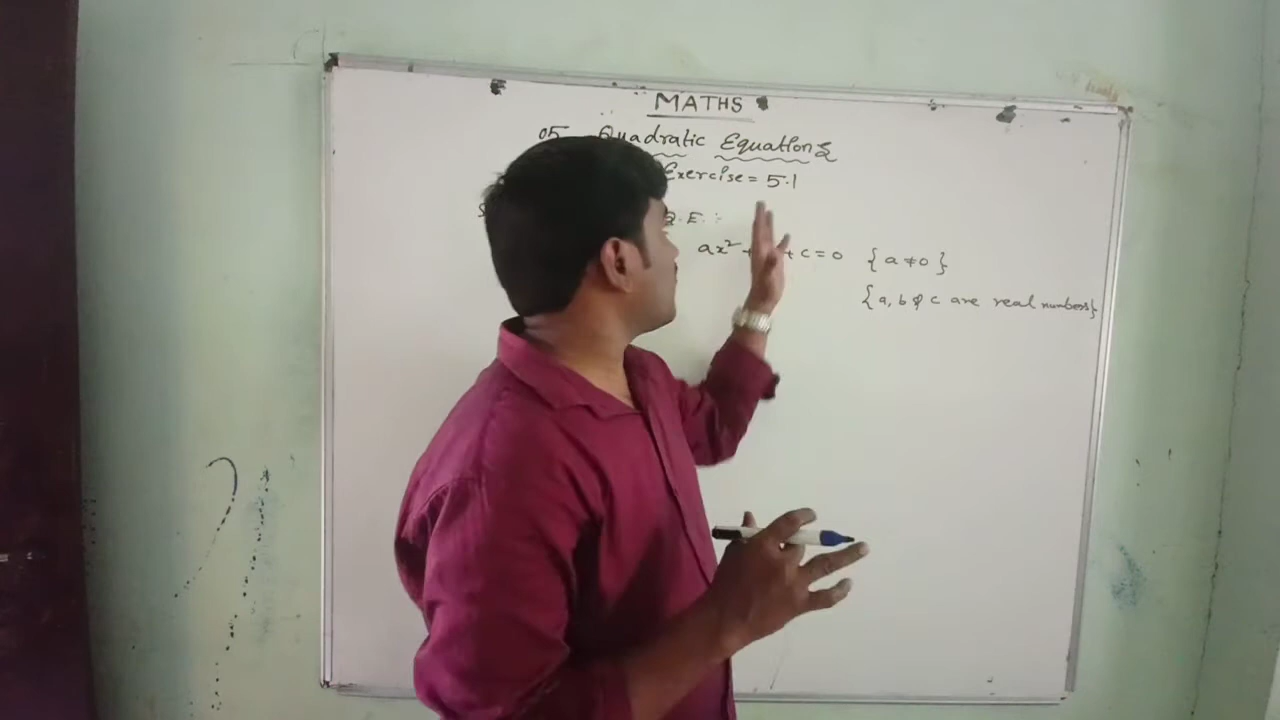 MATHS
05 Quadratic Equations
Exercise = 5.1
Q.E. :-
ax² + + c = 0 { a ≠ 0 }
{ a, b & c are real numbers }